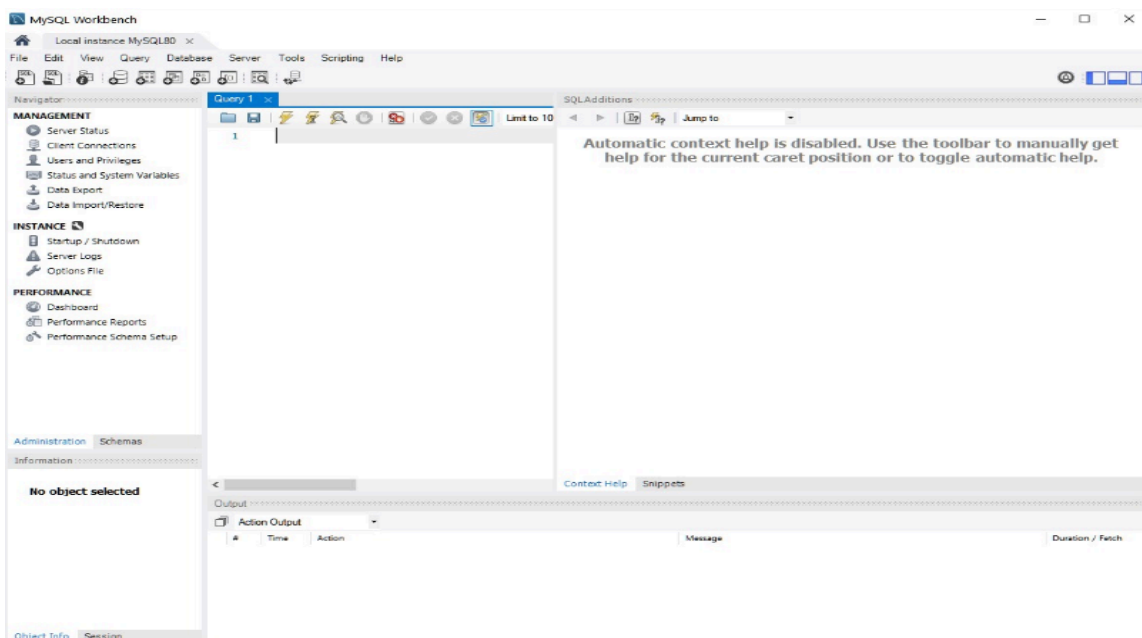 MySQL Workbench
Local instance MySQL80
File Edit View Query Database Server Tools Scripting Help
Navigator
MANAGEMENT
Server Status
Client Connections
Users and Privileges
Status and System Variables
Data Export
Data Import/Restore
INSTANCE
Startup / Shutdown
Server Logs
Options File
PERFORMANCE
Dashboard
Performance Reports
Performance Schema Setup
Administration Schemas
Information
No object selected
Object Info Session
Query 1
Limit to 10
1
SQLAdditions
Jump to
Automatic context help is disabled. Use the toolbar to manually get
help for the current caret position or to toggle automatic help.
Context Help Snippets
Output
Action Output
# Time Action Message Duration / Fetch